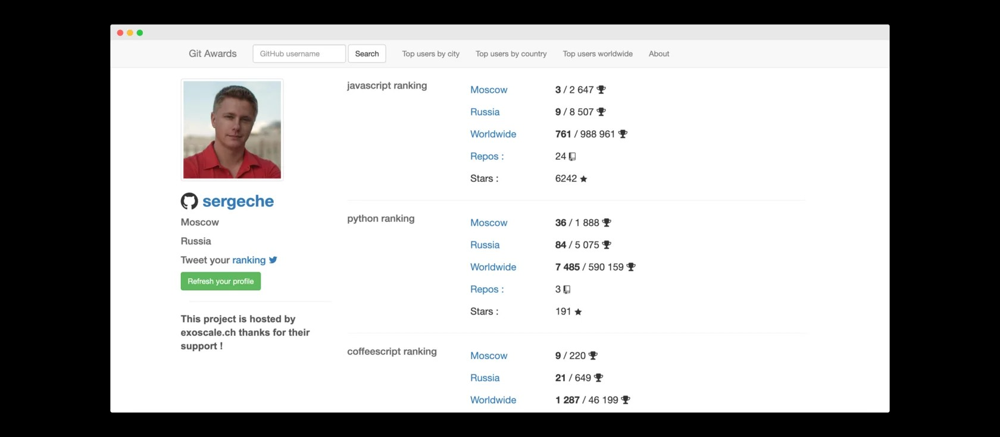 Git Awards GitHub username Search Top users by city Top users by country Top users worldwide About
sergeche
Moscow
Russia
Tweet your ranking
Refresh your profile
This project is hosted by
exoscale.ch thanks for their
support !
javascript ranking
Moscow 3 / 2 647
Russia 9 / 8 507
Worldwide 761 / 988 961
Repos : 24
Stars : 6242 ★
python ranking
Moscow 36 / 1 888
Russia 84 / 5 075
Worldwide 7 485 / 590 159
Repos : 3
Stars : 191 ★
coffeescript ranking
Moscow 9 / 220
Russia 21 / 649
Worldwide 1 287 / 46 199